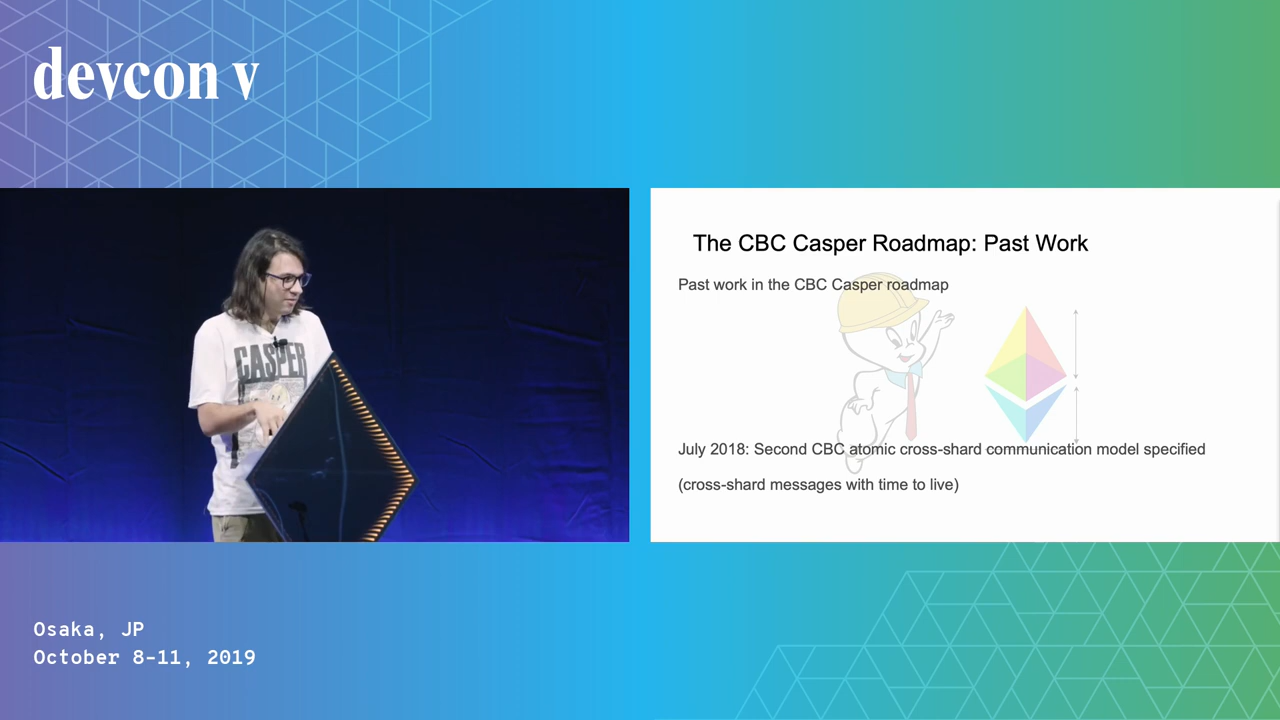 devcon v
CASPER
The CBC Casper Roadmap: Past Work
Past work in the CBC Casper roadmap
July 2018: Second CBC atomic cross-shard communication model specified
(cross-shard messages with time to live)
Osaka, JP
October 8-11, 2019